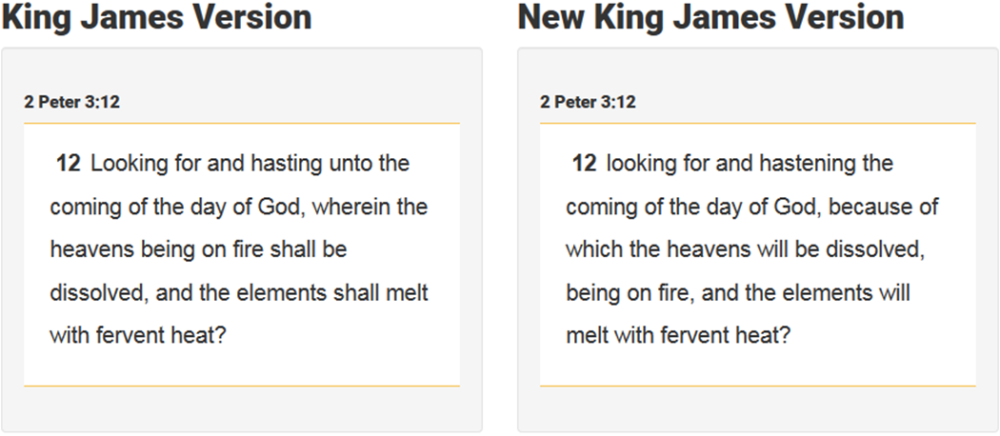 King James Version
2 Peter 3:12
12 Looking for and hasting unto the
coming of the day of God, wherein the
heavens being on fire shall be
dissolved, and the elements shall melt
with fervent heat?
New King James Version
2 Peter 3:12
12 looking for and hastening the
coming of the day of God, because of
which the heavens will be dissolved,
being on fire, and the elements will
melt with fervent heat?